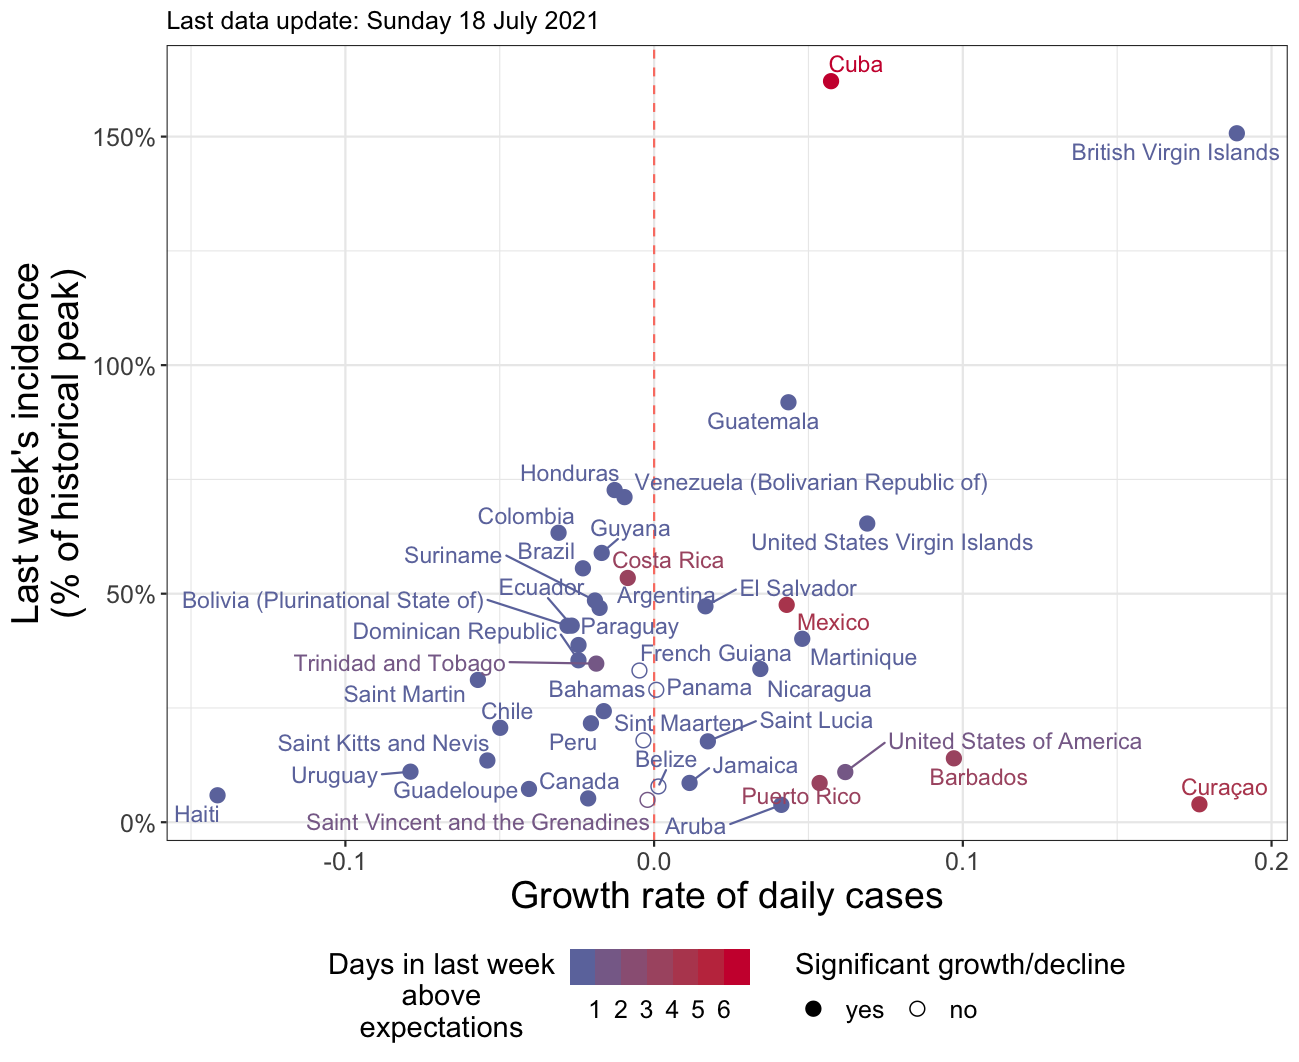 Last data update: Sunday 18 July 2021
Last week's incidence
(% of historical peak)
150%
100%
50%
0%
Cuba
British Virgin Islands
Guatemala
Honduras
Venezuela (Bolivarian Republic of)
Colombia
Guyana
United States Virgin Islands
Suriname
Brazil
Costa Rica
Ecuador
El Salvador
Argentina
Bolivia (Plurinational State of)
Mexico
Dominican Republic
Paraguay
French Guiana
Martinique
Trinidad and Tobago
Saint Martin
Bahamas
Panama
Nicaragua
Chile
Sint Maarten
Saint Lucia
Saint Kitts and Nevis
Peru
United States of America
Belize
Jamaica
Uruguay
Guadeloupe
Canada
Barbados
Puerto Rico
Curaçao
Haiti
Saint Vincent and the Grenadines
Aruba
-0.1
0.0
0.1
0.2
Growth rate of daily cases
Days in last week
above
expectations
1 2 3 4 5 6
Significant growth/decline
yes
no